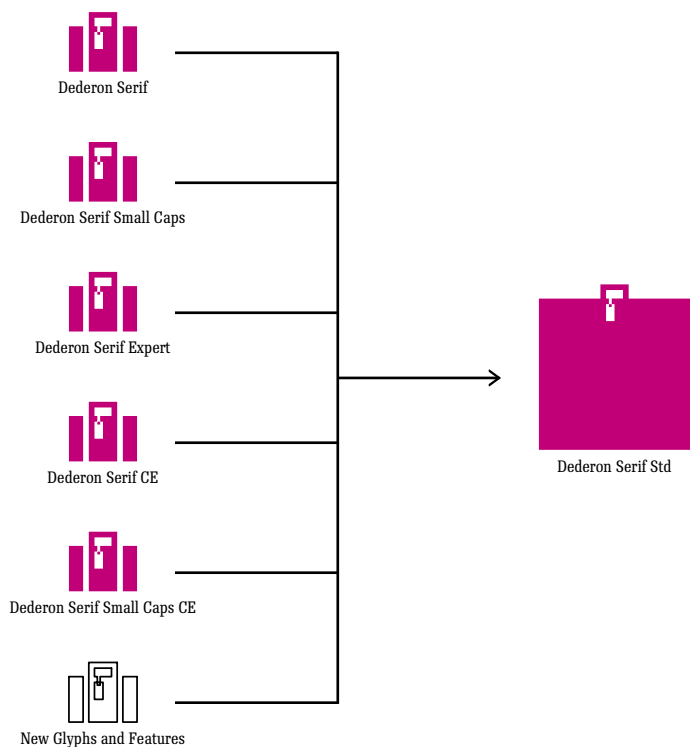 Dederon Serif
Dederon Serif Small Caps
Dederon Serif Expert
Dederon Serif CE
Dederon Serif Std
Dederon Serif Small Caps CE
New Glyphs and Features